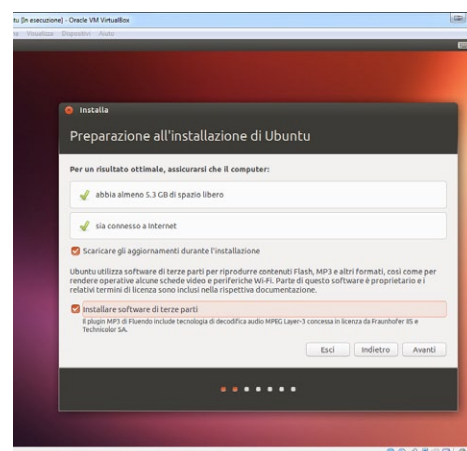 tu [In esecuzione] - Oracle VM VirtualBox
Visualizza Dispositivi Aiuto
Installa
Preparazione all'installazione di Ubuntu
Per un risultato ottimale, assicurarsi che il computer:
abbia almeno 5.3 GB di spazio libero
sia connesso a Internet
Scaricare gli aggiornamenti durante l'installazione
Ubuntu utilizza software di terze parti per riprodurre contenuti Flash, MP3 e altri formati, così come per
rendere operative alcune schede video e periferiche Wi-Fi. Parte di questo software è proprietario e i
relativi termini di licenza sono inclusi nella rispettiva documentazione.
Installare software di terze parti
Il plugin MP3 di Fluendo include tecnologia di decodifica audio MPEG Layer-3 concessa in licenza da Fraunhofer IIS e
Technicolor SA.
Esci Indietro Avanti